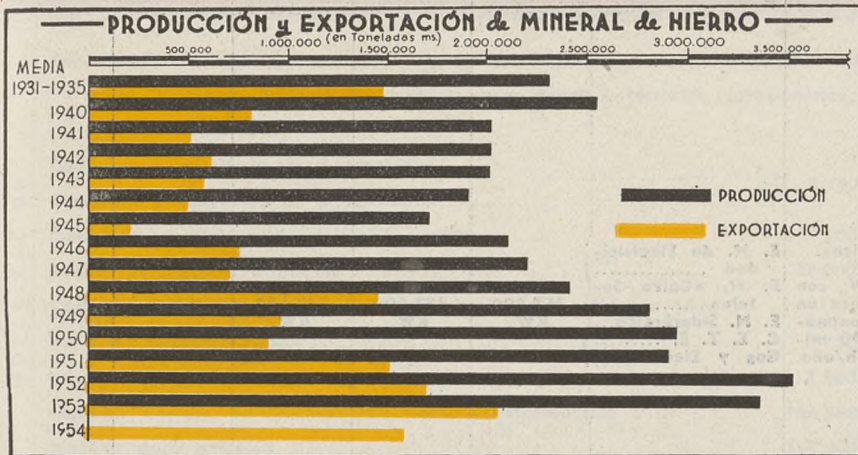 PRODUCCIÓN y EXPORTACIÓN de MINERAL de HIERRO
(en Toneladas ms.)
500,000 1.000.000 1.500.000 2.000.000 2.500.000 3.000.000 3.500.000
MEDIA
1931-1935
1940
1941
1942
1943
1944
1945
1946
1947
1948
1949
1950
1951
1952
1953
1954
PRODUCCIÓN
EXPORTACIÓN